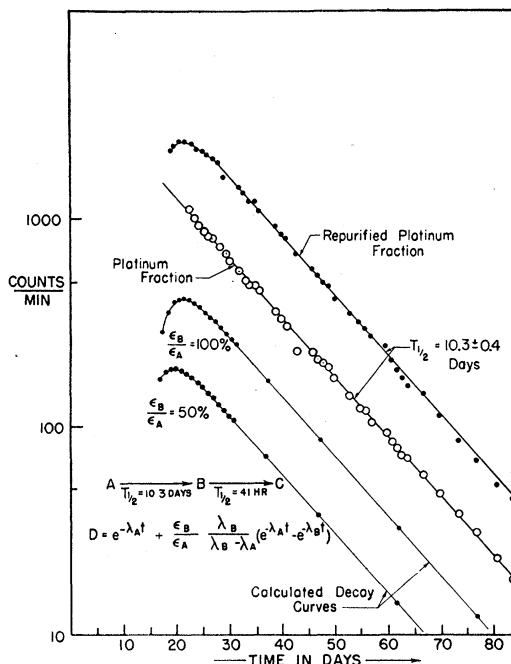 1000
COUNTS
MIN
100
10
Repurified Platinum
Fraction
Platinum
Fraction
T½ = 10.3±0.4
Days
εB/εA = 100%
εB/εA = 50%
A → B → C
T½ = 10 3 DAYS T½ = 41 HR
D = e^-λAt + εB/εA λB/λB-λA (e^-λAt - e^-λBt)
Calculated Decay
Curves
0 10 20 30 40 50 60 70 80
TIME IN DAYS